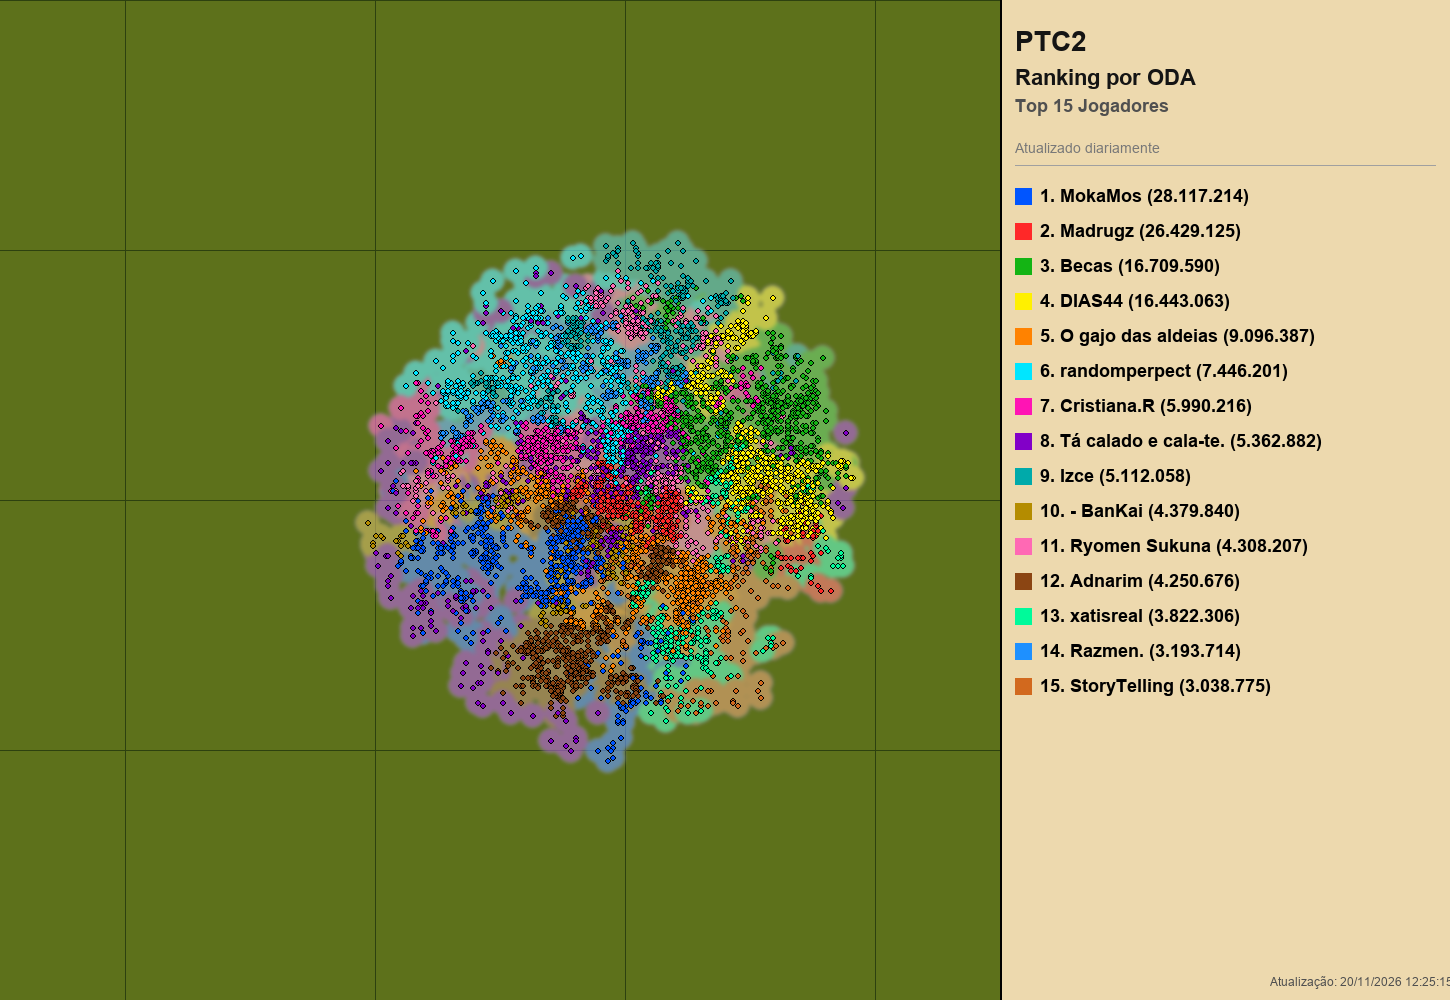 PTC2
Ranking por ODA
Top 15 Jogadores
Atualizado diariamente
1. MokaMos (28.117.214)
2. Madrugz (26.429.125)
3. Becas (16.709.590)
4. DIAS44 (16.443.063)
5. O gajo das aldeias (9.096.387)
6. randomperpect (7.446.201)
7. Cristiana.R (5.990.216)
8. Tá calado e cala-te. (5.362.882)
9. Izce (5.112.058)
10. - BanKai (4.379.840)
11. Ryomen Sukuna (4.308.207)
12. Adnarim (4.250.676)
13. xatisreal (3.822.306)
14. Razmen. (3.193.714)
15. StoryTelling (3.038.775)
Atualização: 20/11/2026 12:25:15